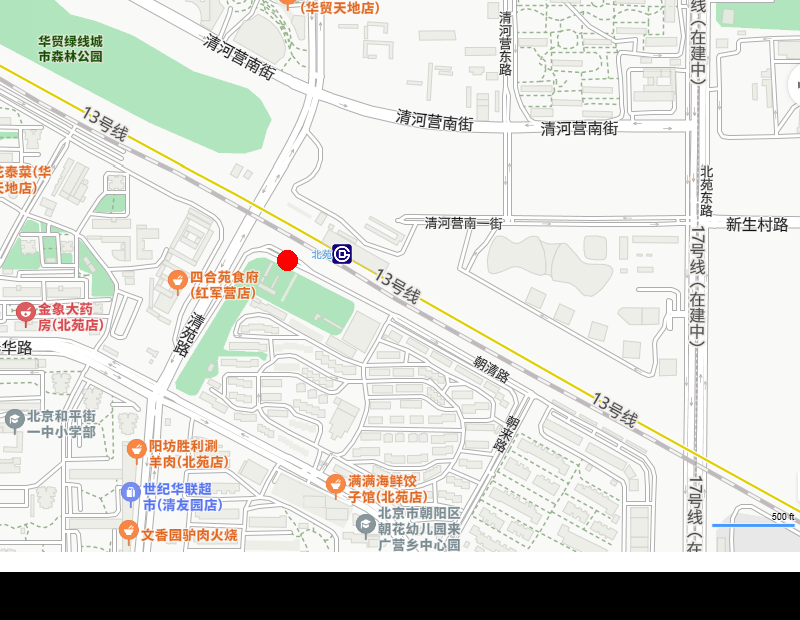 (华贸天地店)
线（在建中）
清河营东路
华贸绿线城
市森林公园
清河营南街
13号线
清河营南街
清河营南街
泰菜(华
天地店)
北苑东路
清河营南一街
新生村路
北苑
17号线（在建中）
四合苑食府
(红军营店)
13号线
金象大药
房(北苑店)
清苑路
华路
朝清路
13号线
北京和平街
一中小学部
朝来路
阳坊胜利涮
羊肉(北苑店)
满满海鲜饺
子馆(北苑店)
世纪华联超
市(清友园店)
17号线（在
北京市朝阳区
朝花幼儿园来
广营乡中心园
文香园驴肉火烧
500 ft